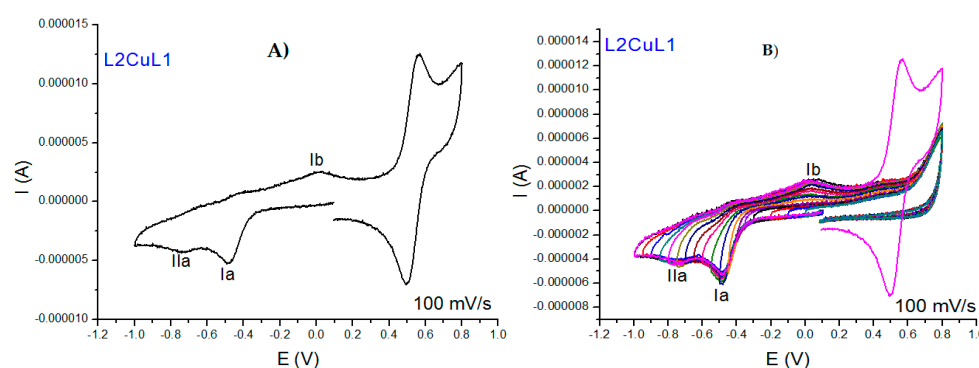 A)
L2CuL1
0.000015
0.000010
0.000005
0.000000
-0.000005
-0.000010
I (A)
Ib
IIa
Ia
100 mV/s
-1.2 -1.0 -0.8 -0.6 -0.4 -0.2 0.0 0.2 0.4 0.6 0.8 1.0
E (V)
B)
L2CuL1
0.000014
0.000012
0.000010
0.000008
0.000006
0.000004
0.000002
0.000000
-0.000002
-0.000004
-0.000006
-0.000008
I (A)
Ib
IIa
Ia
100 mV/s
-1.2 -1.0 -0.8 -0.6 -0.4 -0.2 0.0 0.2 0.4 0.6 0.8 1.0
E (V)